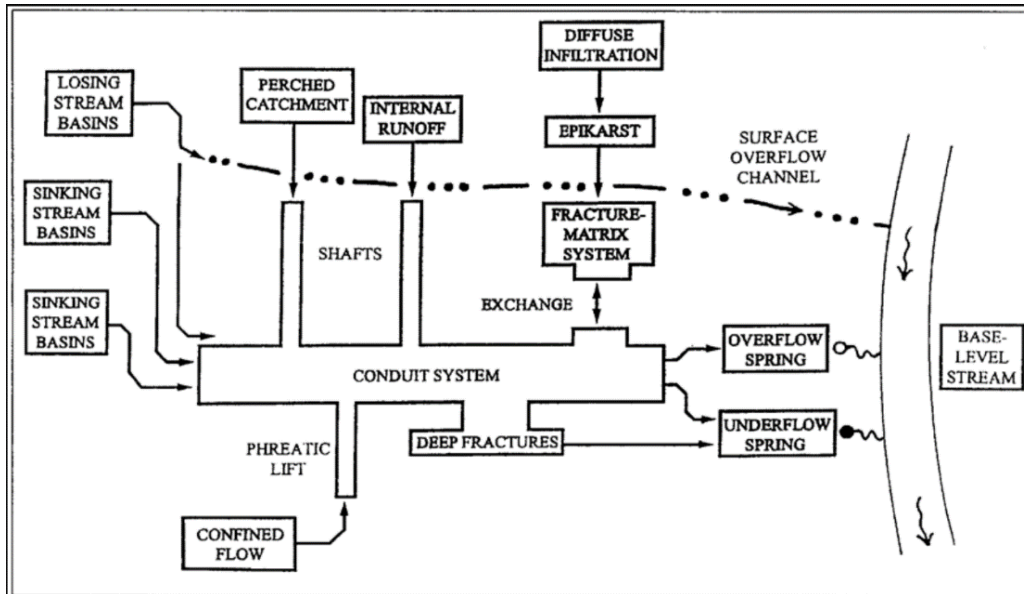 DIFFUSE
INFILTRATION
LOSING
STREAM
BASINS
PERCHED
CATCHMENT
INTERNAL
RUNOFF
EPIKARST
SURFACE
OVERFLOW
CHANNEL
SINKING
STREAM
BASINS
SHAFTS
FRACTURE-
MATRIX
SYSTEM
SINKING
STREAM
BASINS
EXCHANGE
OVERFLOW
SPRING
BASE-
LEVEL
STREAM
CONDUIT SYSTEM
UNDERFLOW
SPRING
DEEP FRACTURES
PHREATIC
LIFT
CONFINED
FLOW